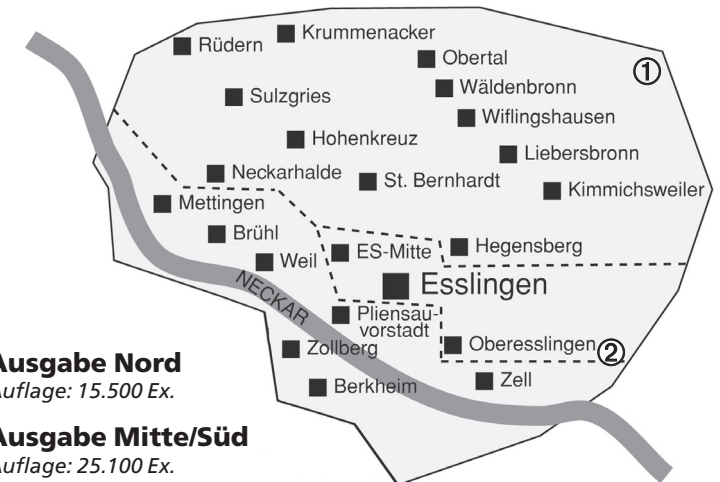 Krummenacker
Rüdern
Obertal
①
Wäldenbronn
Sulzgries
Wiflingshausen
Hohenkreuz
Liebersbronn
Neckarhalde
St. Bernhardt
Kimmichsweiler
Mettingen
Brühl
ES-Mitte
Hegensberg
Weil
Esslingen
NECKAR
Pliensau-
vorstadt
Oberesslingen
②
Zollberg
Zell
Berkheim
Ausgabe Nord
Auflage: 15.500 Ex.
Ausgabe Mitte/Süd
Auflage: 25.100 Ex.